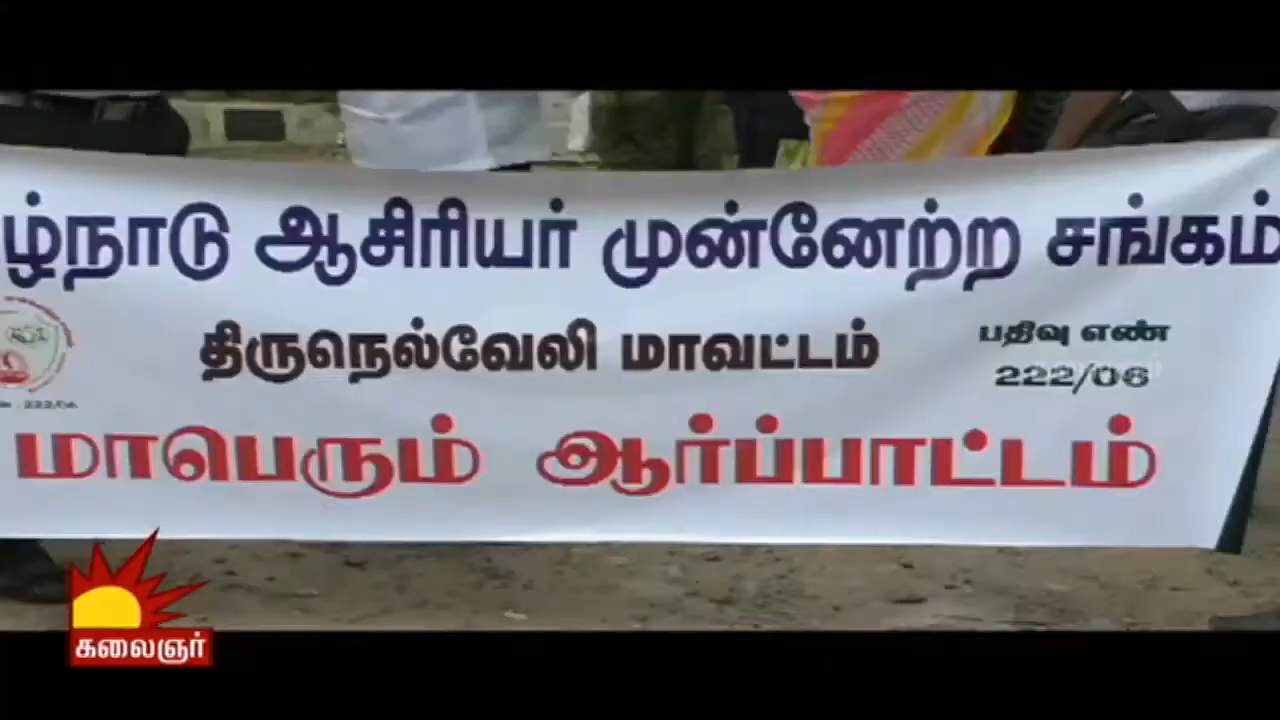 ழ்நாடு ஆசிரியர் முன்னேற்ற சங்கம்
திருநெல்வேலி மாவட்டம்
பதிவு எண்
222/06
மாபெரும் ஆர்ப்பாட்டம்
கலைஞர்